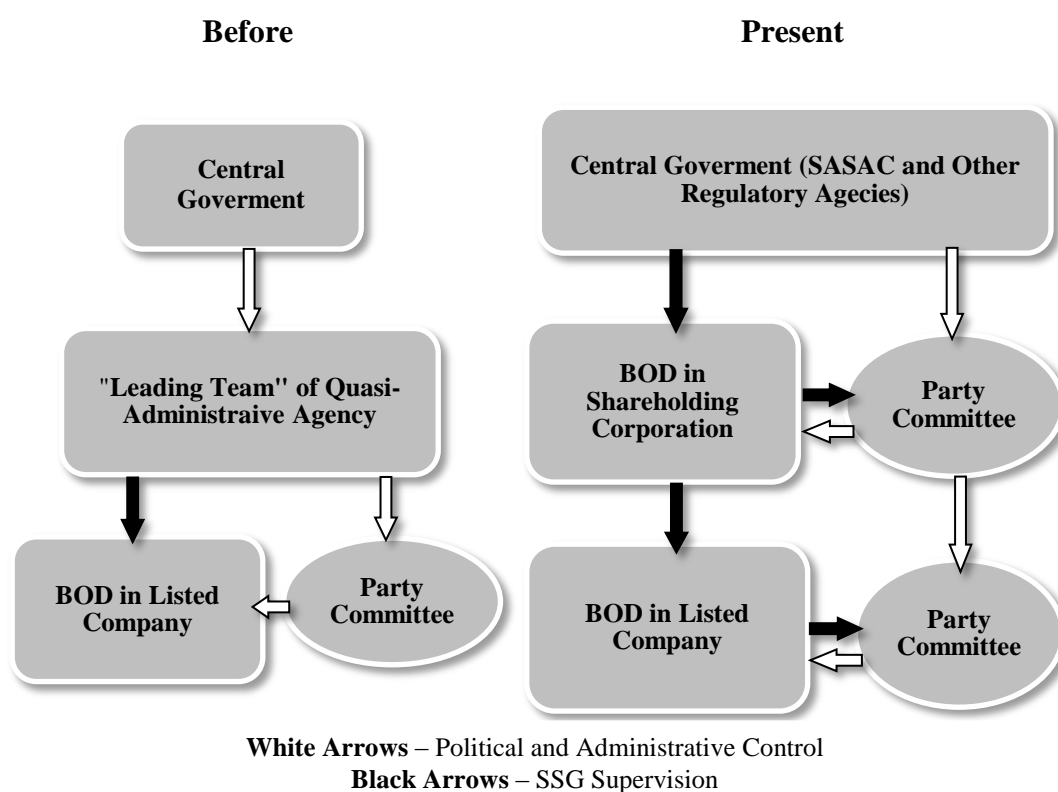 Before
Central
Goverment
"Leading Team" of Quasi-
Administraive Agency
BOD in Listed
Company
Party
Committee
Present
Central Goverment (SASAC and Other
Regulatory Agecies)
BOD in
Shareholding
Corporation
Party
Committee
BOD in Listed
Company
Party
Committee
White Arrows – Political and Administrative Control
Black Arrows – SSG Supervision